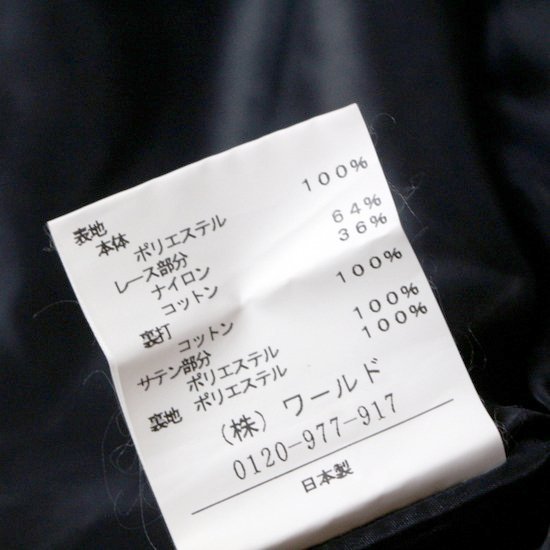 表地
本体
ポリエステル 100%
レース部分
ナイロン 64%
コットン 36%
裏打
コットン 100%
サテン部分
ポリエステル 100%
裏地 ポリエステル 100%
(株) ワールド
0120-977-917
日本製